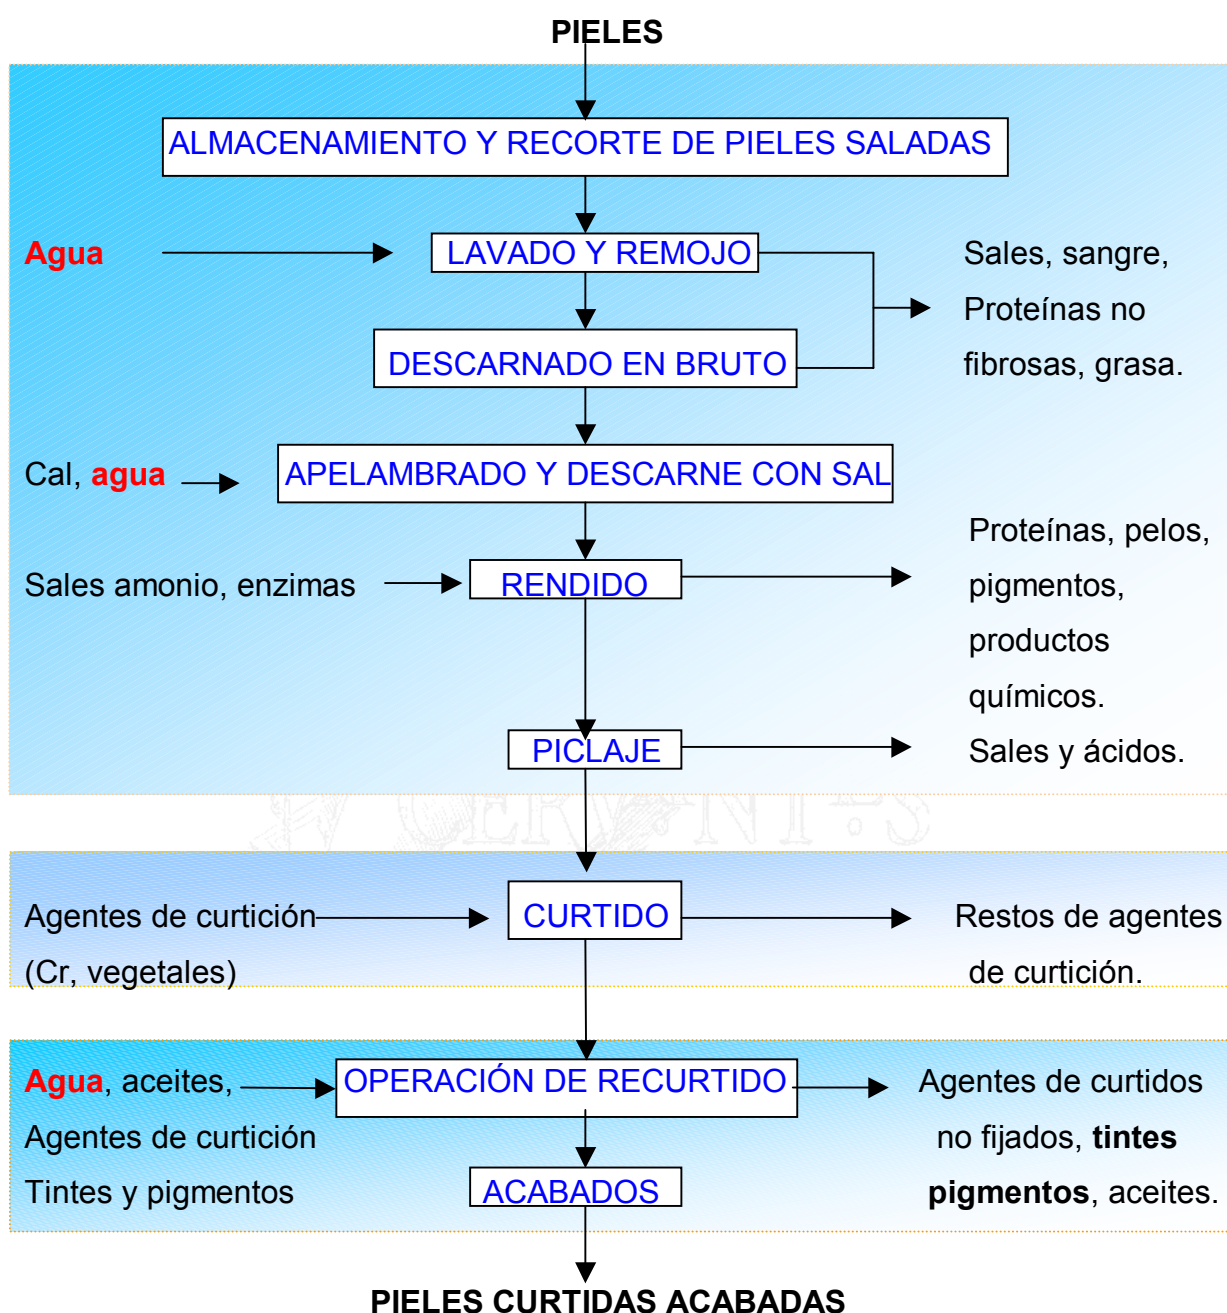 PIELES
ALMACENAMIENTO Y RECORTE DE PIELES SALADAS
Agua
LAVADO Y REMOJO
Sales, sangre,
Proteínas no
fibrosas, grasa.
DESCARNADO EN BRUTO
Cal, agua
APELAMBRADO Y DESCARNE CON SAL
Sales amonio, enzimas
RENDIDO
Proteínas, pelos,
pigmentos,
productos
químicos.
PICLAJE
Sales y ácidos.
CERVANTES
Agentes de curtición
(Cr, vegetales)
CURTIDO
Restos de agentes
de curtición.
Agua, aceites,
Agentes de curtición
Tintes y pigmentos
OPERACIÓN DE RECURTIDO
Agentes de curtidos
no fijados, tintes
pigmentos, aceites.
ACABADOS
PIELES CURTIDAS ACABADAS